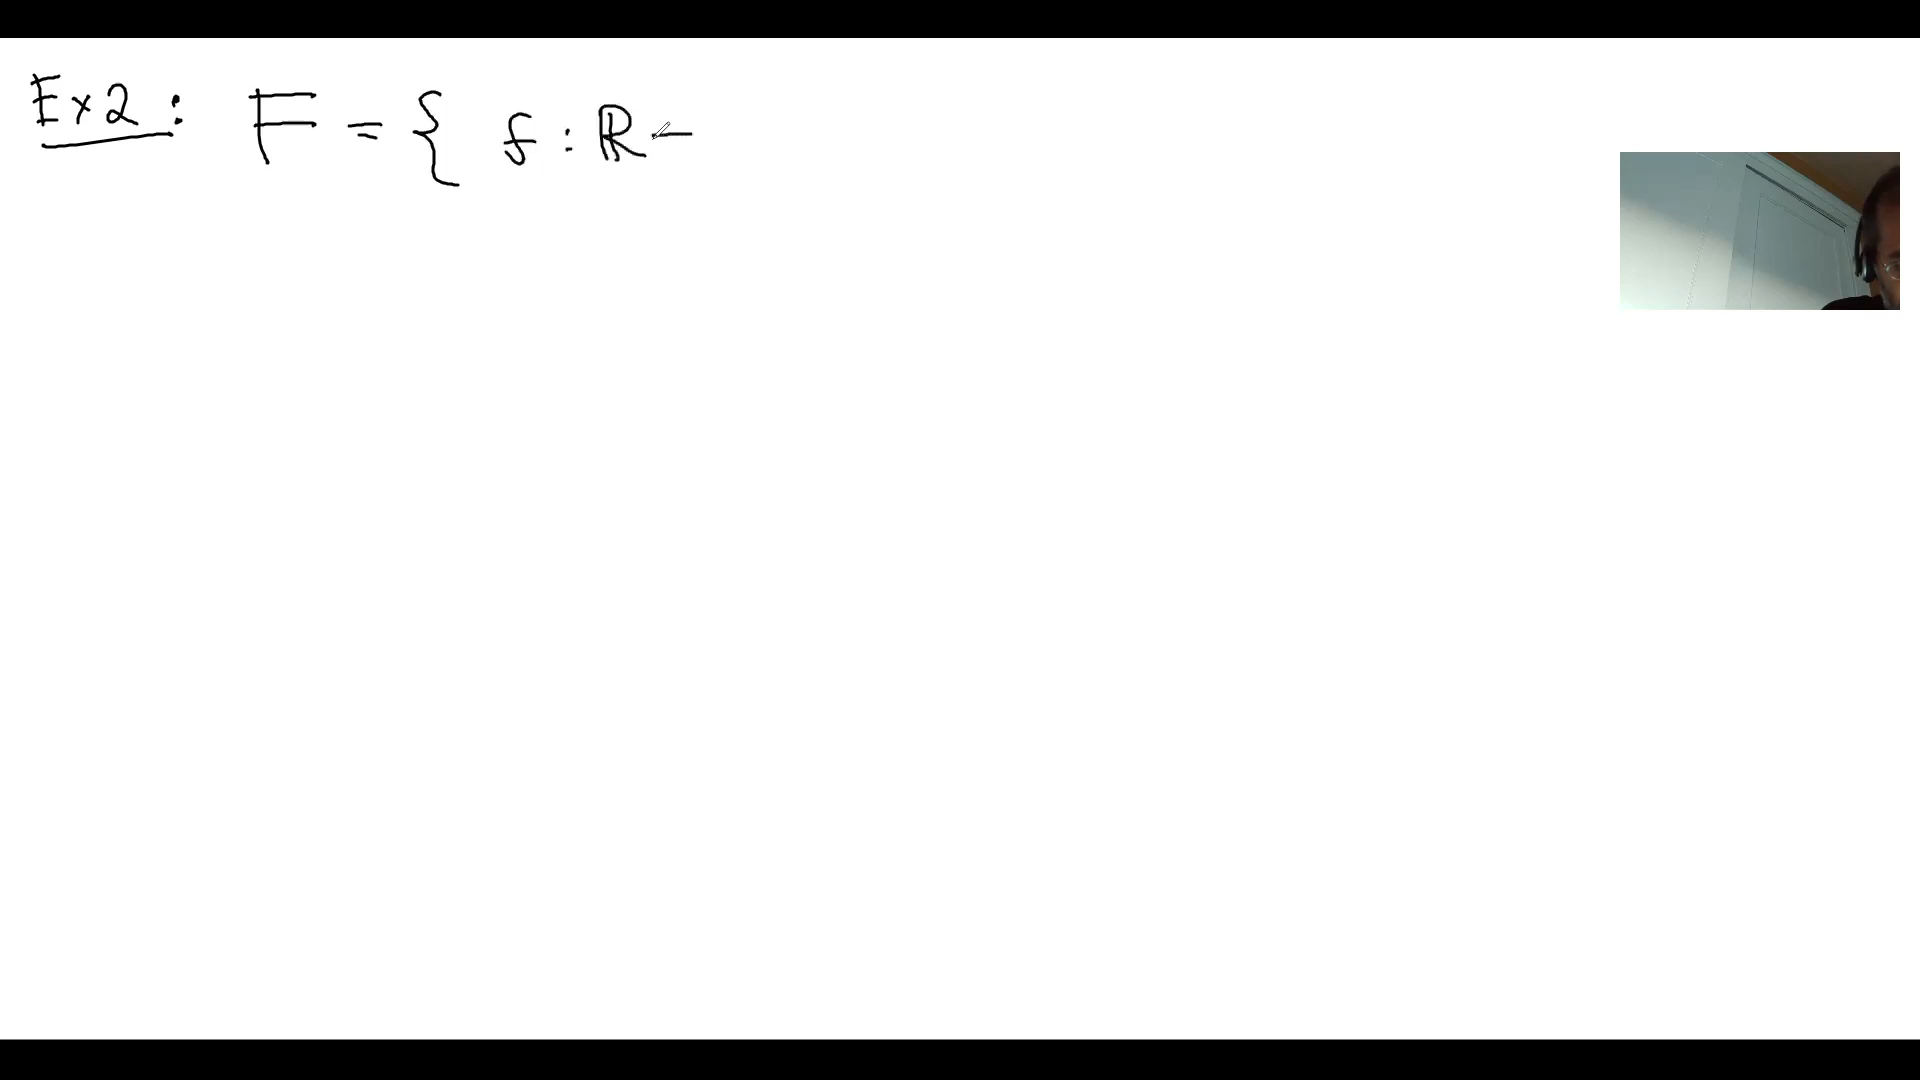 Ex2 : F = { f : ℝ –